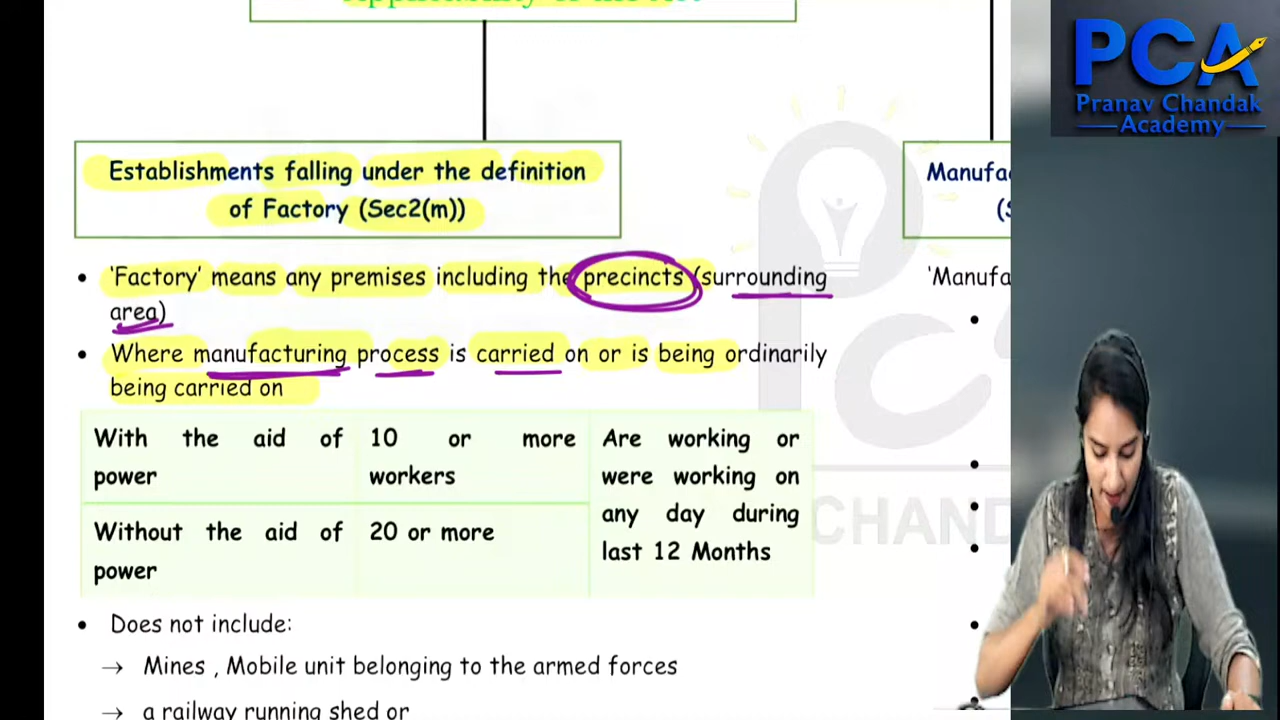 PCA
Pranav Chandak
Academy
Establishments falling under the definition
of Factory (Sec2(m))
Manufac
• 'Factory' means any premises including the precincts (surrounding
area)
'Manufa
• Where manufacturing process is carried on or is being ordinarily
being carried on
With the aid of
power
10 or more
workers
Are working or
were working on
any day during
last 12 Months
Without the aid of
power
20 or more
CHAND
• Does not include:
→ Mines , Mobile unit belonging to the armed forces
→ a railway running shed or